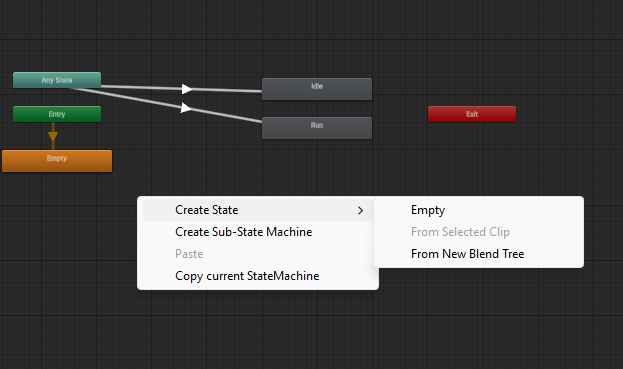 Any State
Idle
Entry
Exit
Run
Empty
Create State
Create Sub-State Machine
Paste
Copy current StateMachine
Empty
From Selected Clip
From New Blend Tree